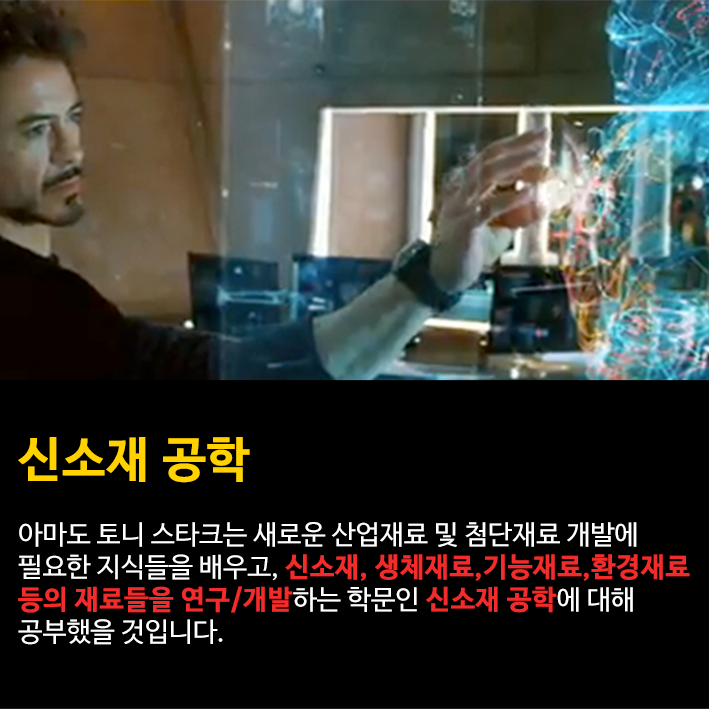 신소재 공학
아마도 토니 스타크는 새로운 산업재료 및 첨단재료 개발에
필요한 지식들을 배우고, 신소재, 생체재료,기능재료,환경재료
등의 재료들을 연구/개발하는 학문인 신소재 공학에 대해
공부했을 것입니다.